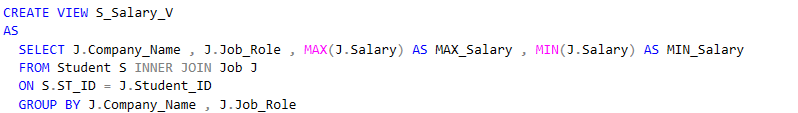 CREATE VIEW S_Salary_V
AS
SELECT J.Company_Name , J.Job_Role , MAX(J.Salary) AS MAX_Salary , MIN(J.Salary) AS MIN_Salary
FROM Student S INNER JOIN Job J
ON S.ST_ID = J.Student_ID
GROUP BY J.Company_Name , J.Job_Role